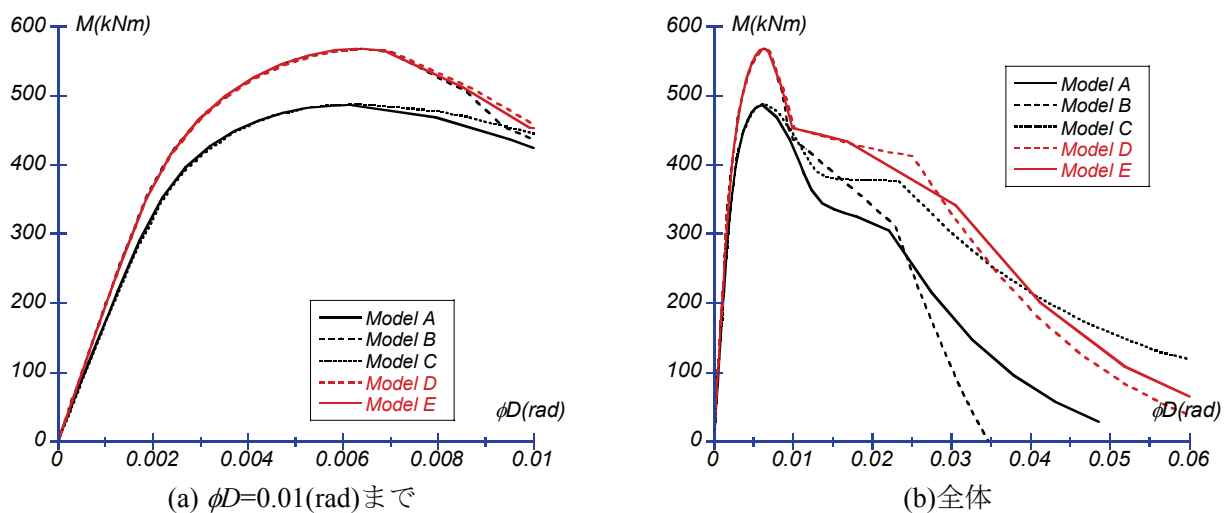 M(kNm)
600
500
400
300
200
100
0
Model A
Model B
Model C
Model D
Model E
φD(rad)
0 0.002 0.004 0.006 0.008 0.01
(a) φD=0.01(rad)まで
M(kNm)
600
500
400
300
200
100
0
Model A
Model B
Model C
Model D
Model E
φD(rad)
0 0.01 0.02 0.03 0.04 0.05 0.06
(b)全体